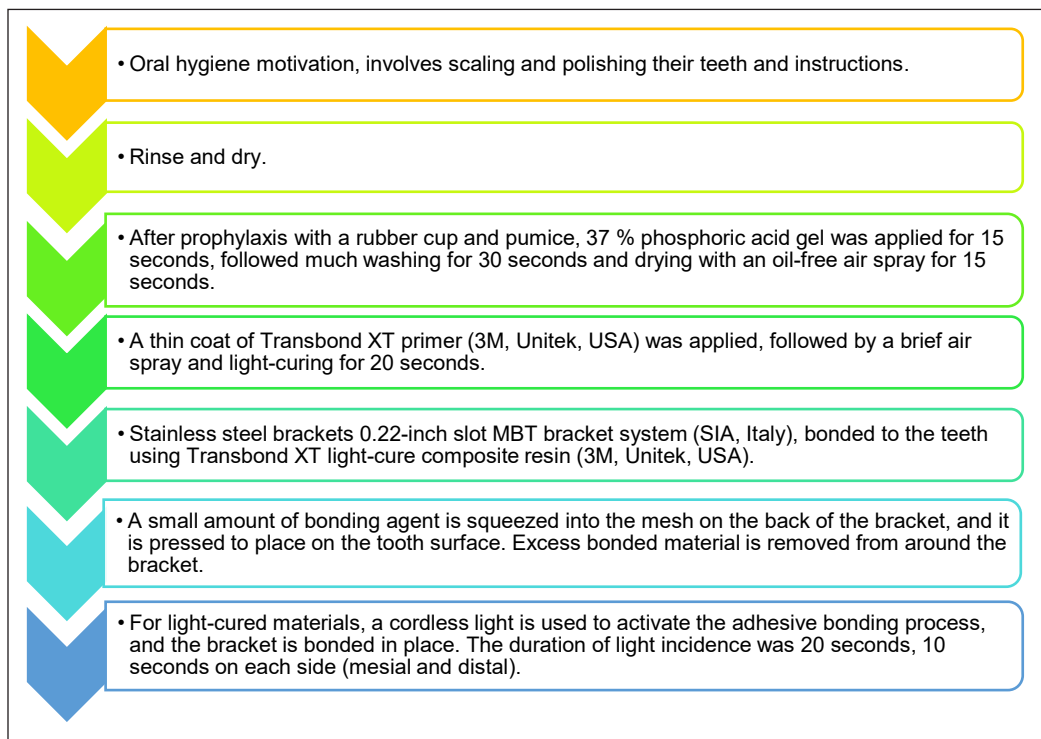 • Oral hygiene motivation, involves scaling and polishing their teeth and instructions.
• Rinse and dry.
• After prophylaxis with a rubber cup and pumice, 37 % phosphoric acid gel was applied for 15
seconds, followed much washing for 30 seconds and drying with an oil-free air spray for 15
seconds.
• A thin coat of Transbond XT primer (3M, Unitek, USA) was applied, followed by a brief air
spray and light-curing for 20 seconds.
• Stainless steel brackets 0.22-inch slot MBT bracket system (SIA, Italy), bonded to the teeth
using Transbond XT light-cure composite resin (3M, Unitek, USA).
• A small amount of bonding agent is squeezed into the mesh on the back of the bracket, and it
is pressed to place on the tooth surface. Excess bonded material is removed from around the
bracket.
• For light-cured materials, a cordless light is used to activate the adhesive bonding process,
and the bracket is bonded in place. The duration of light incidence was 20 seconds, 10
seconds on each side (mesial and distal).